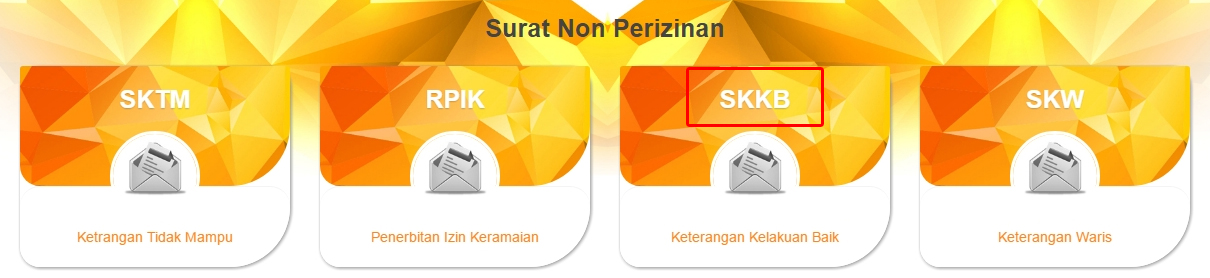 Surat Non Perizinan
SKTM
RPIK
SKKB
SKW
Ketrangan Tidak Mampu
Penerbitan Izin Keramaian
Keterangan Kelakuan Baik
Keterangan Waris